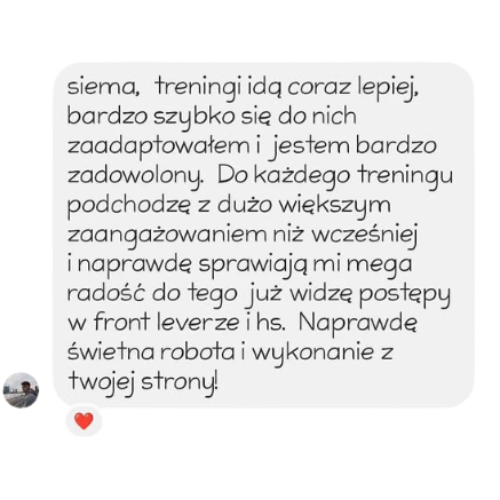 siema, treningi idą coraz lepiej,
bardzo szybko się do nich
zaadaptowałem i jestem bardzo
zadowolony. Do każdego treningu
podchodzę z dużo większym
zaangażowaniem niż wcześniej
i naprawdę sprawiają mi mega
radość do tego już widzę postępy
w front leverze i hs. Naprawdę
świetna robota i wykonanie z
twojej strony!